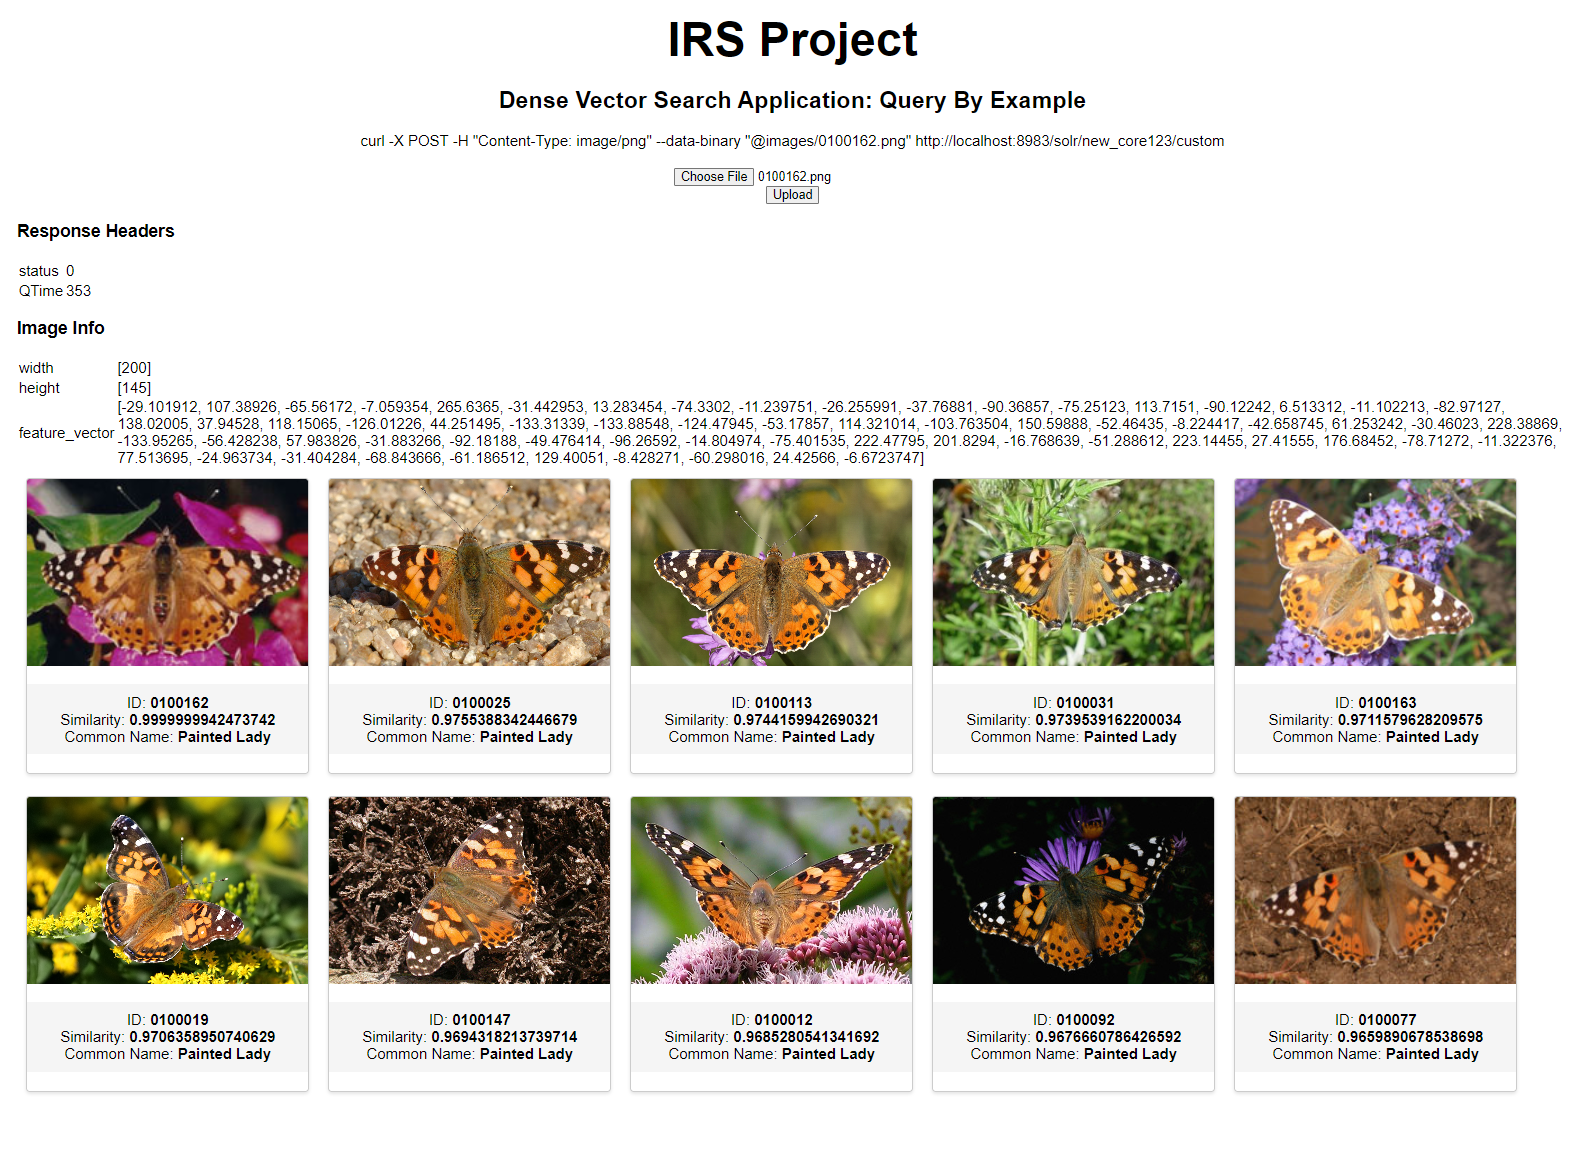 IRS Project
Dense Vector Search Application: Query By Example
curl -X POST -H "Content-Type: image/png" --data-binary "@images/0100162.png" http://localhost:8983/solr/new_core123/custom
Choose File 0100162.png
Upload
Response Headers
status 0
QTime 353
Image Info
width [200]
height [145]
feature_vector [-29.101912, 107.38926, -65.56172, -7.059354, 265.6365, -31.442953, 13.283454, -74.3302, -11.239751, -26.255991, -37.76881, -90.36857, -75.25123, 113.7151, -90.12242, 6.513312, -11.102213, -82.97127,
138.02005, 37.94528, 118.15065, -126.01226, 44.251495, -133.31339, -133.88548, -124.47945, -53.17857, 114.321014, -103.763504, 150.59888, -52.46435, -8.224417, -42.658745, 61.253242, -30.46023, 228.38869,
-133.95265, -56.428238, 57.983826, -31.883266, -92.18188, -49.476414, -96.26592, -14.804974, -75.401535, 222.47795, 201.8294, -16.768639, -51.288612, 223.14455, 27.41555, 176.68452, -78.71272, -11.322376,
77.513695, -24.963734, -31.404284, -68.843666, -61.186512, 129.40051, -8.428271, -60.298016, 24.42566, -6.6723747]
ID: 0100162
Similarity: 0.9999999942473742
Common Name: Painted Lady
ID: 0100025
Similarity: 0.9755388342446679
Common Name: Painted Lady
ID: 0100113
Similarity: 0.9744159942690321
Common Name: Painted Lady
ID: 0100031
Similarity: 0.9739539162200034
Common Name: Painted Lady
ID: 0100163
Similarity: 0.9711579628209575
Common Name: Painted Lady
ID: 0100019
Similarity: 0.9706358950740629
Common Name: Painted Lady
ID: 0100147
Similarity: 0.9694318213739714
Common Name: Painted Lady
ID: 0100012
Similarity: 0.9685280541341692
Common Name: Painted Lady
ID: 0100092
Similarity: 0.9676660786426592
Common Name: Painted Lady
ID: 0100077
Similarity: 0.9659890678538698
Common Name: Painted Lady